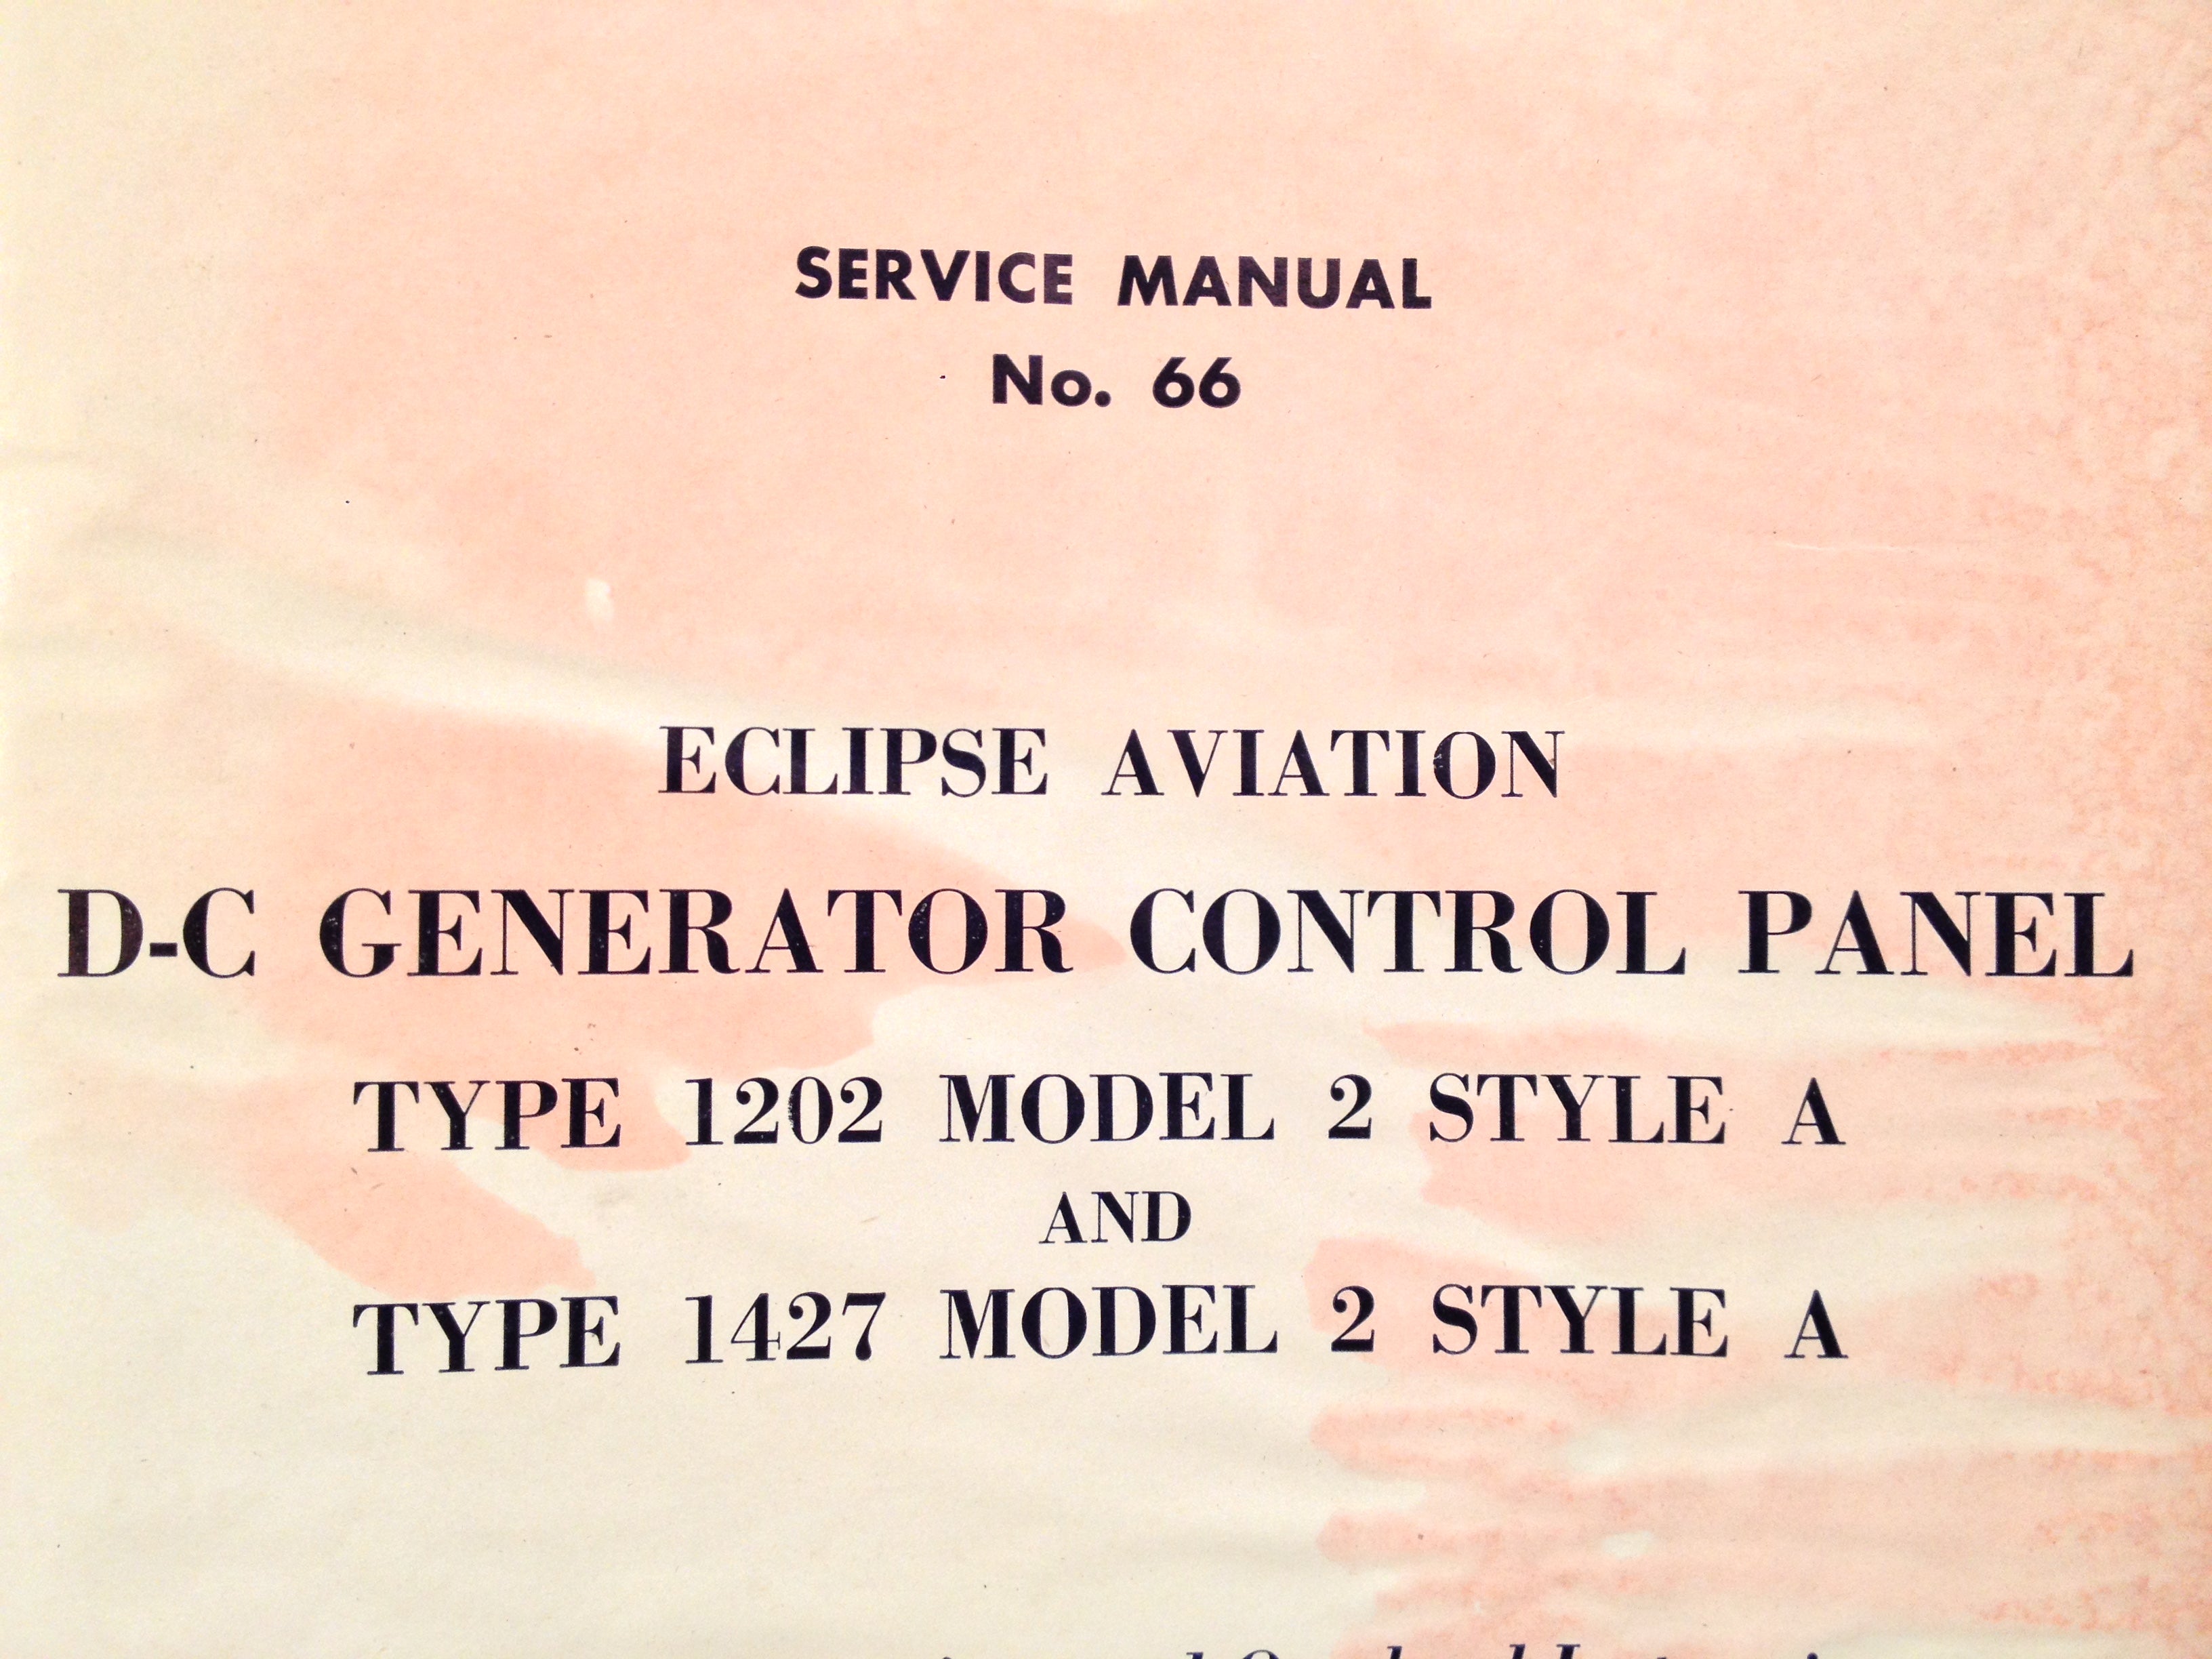 SERVICE MANUAL
No. 66
ECLIPSE AVIATION
D-C GENERATOR CONTROL PANEL
TYPE 1202 MODEL 2 STYLE A
AND
TYPE 1427 MODEL 2 STYLE A